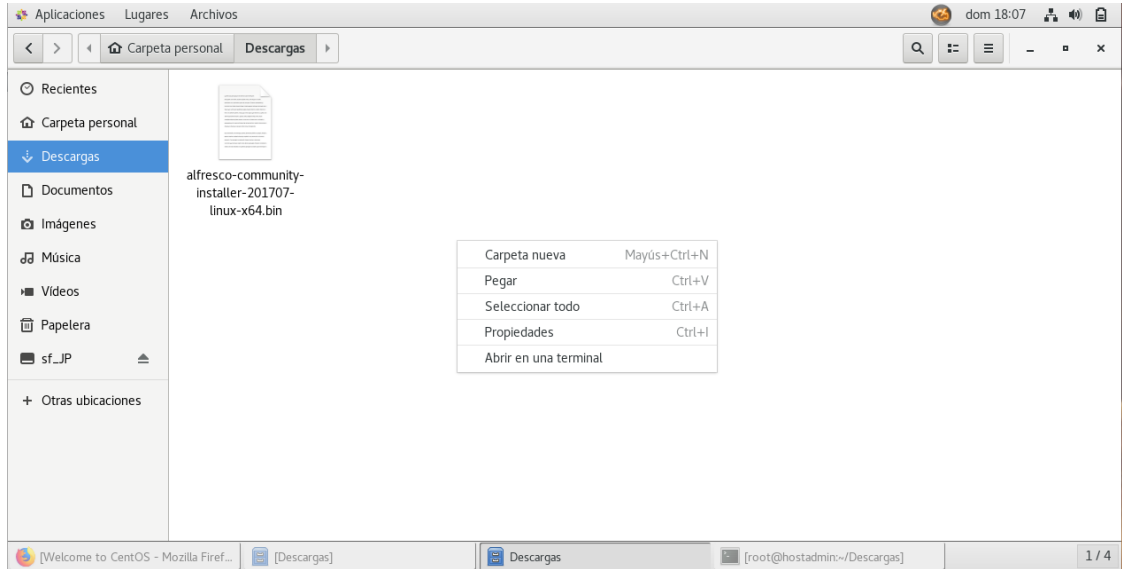 Aplicaciones Lugares Archivos dom 18:07
Carpeta personal Descargas
Recientes
Carpeta personal
Descargas
Documentos
Imágenes
Música
Vídeos
Papelera
sf_JP
+ Otras ubicaciones
alfresco-community-
installer-201707-
linux-x64.bin
Carpeta nueva Mayús+Ctrl+N
Pegar Ctrl+V
Seleccionar todo Ctrl+A
Propiedades Ctrl+I
Abrir en una terminal
[Welcome to CentOS - Mozilla Firef... [Descargas] Descargas [root@hostadmin:~/Descargas] 1 / 4